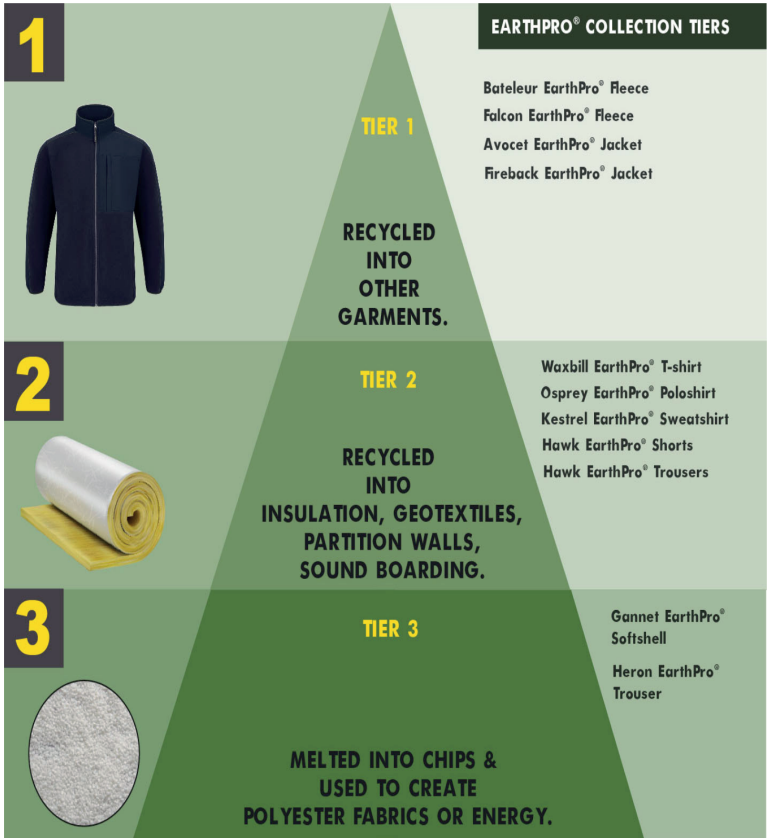 1
EARTHPRO® COLLECTION TIERS
Bateleur EarthPro® Fleece
Falcon EarthPro® Fleece
Avocet EarthPro® Jacket
Fireback EarthPro® Jacket
TIER 1
RECYCLED
INTO
OTHER
GARMENTS.
2
TIER 2
RECYCLED
INTO
INSULATION, GEOTEXTILES,
PARTITION WALLS,
SOUND BOARDING.
Waxbill EarthPro® T-shirt
Osprey EarthPro® Poloshirt
Kestrel EarthPro® Sweatshirt
Hawk EarthPro® Shorts
Hawk EarthPro® Trousers
3
TIER 3
MELTED INTO CHIPS &
USED TO CREATE
POLYESTER FABRICS OR ENERGY.
Gannet EarthPro®
Softshell
Heron EarthPro®
Trouser